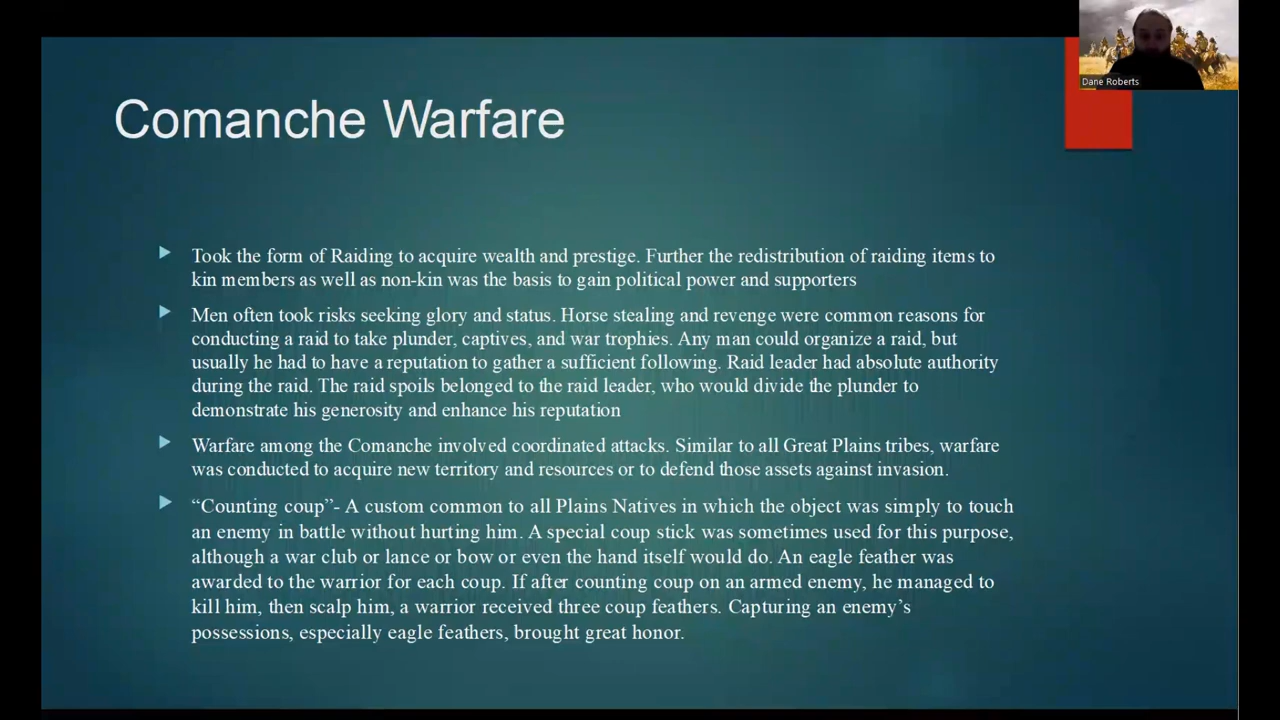 Dane Roberts
Comanche Warfare
Took the form of Raiding to acquire wealth and prestige. Further the redistribution of raiding items to
kin members as well as non-kin was the basis to gain political power and supporters
Men often took risks seeking glory and status. Horse stealing and revenge were common reasons for
conducting a raid to take plunder, captives, and war trophies. Any man could organize a raid, but
usually he had to have a reputation to gather a sufficient following. Raid leader had absolute authority
during the raid. The raid spoils belonged to the raid leader, who would divide the plunder to
demonstrate his generosity and enhance his reputation
Warfare among the Comanche involved coordinated attacks. Similar to all Great Plains tribes, warfare
was conducted to acquire new territory and resources or to defend those assets against invasion.
“Counting coup”- A custom common to all Plains Natives in which the object was simply to touch
an enemy in battle without hurting him. A special coup stick was sometimes used for this purpose,
although a war club or lance or bow or even the hand itself would do. An eagle feather was
awarded to the warrior for each coup. If after counting coup on an armed enemy, he managed to
kill him, then scalp him, a warrior received three coup feathers. Capturing an enemy’s
possessions, especially eagle feathers, brought great honor.